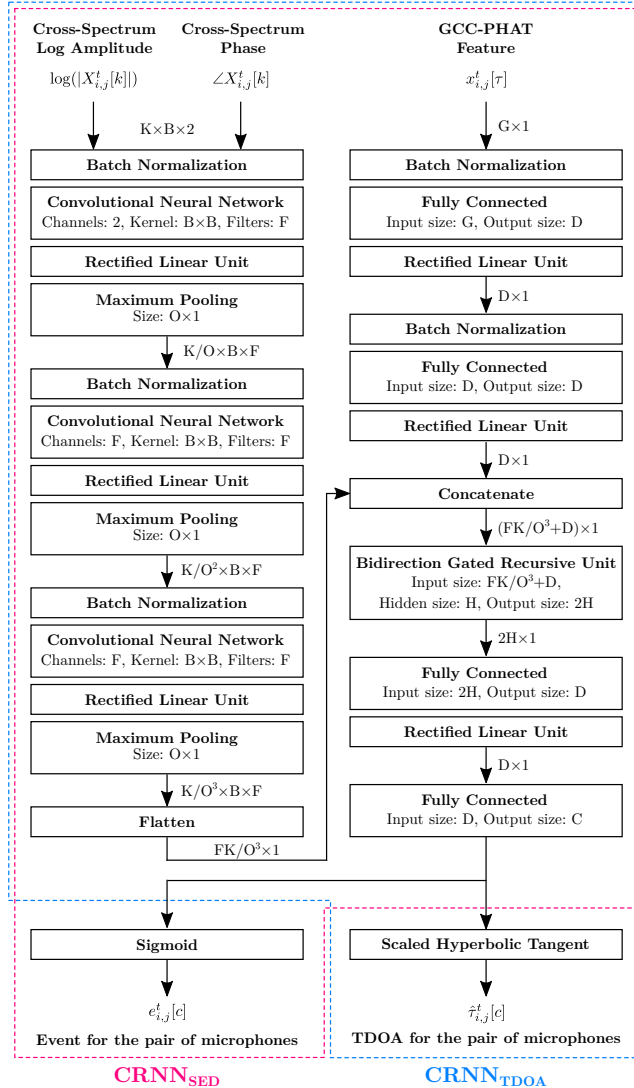 Cross-Spectrum
Log Amplitude
log(|X^t_{i,j}[k]|)
Cross-Spectrum
Phase
∠X^t_{i,j}[k]
K×B×2
Batch Normalization
Convolutional Neural Network
Channels: 2, Kernel: B×B, Filters: F
Rectified Linear Unit
Maximum Pooling
Size: O×1
K/O×B×F
Batch Normalization
Convolutional Neural Network
Channels: F, Kernel: B×B, Filters: F
Rectified Linear Unit
Maximum Pooling
Size: O×1
K/O²×B×F
Batch Normalization
Convolutional Neural Network
Channels: F, Kernel: B×B, Filters: F
Rectified Linear Unit
Maximum Pooling
Size: O×1
K/O³×B×F
Flatten
FK/O³×1
GCC-PHAT
Feature
x^t_{i,j}[τ]
G×1
Batch Normalization
Fully Connected
Input size: G, Output size: D
Rectified Linear Unit
D×1
Batch Normalization
Fully Connected
Input size: D, Output size: D
Rectified Linear Unit
D×1
Concatenate
(FK/O³+D)×1
Bidirection Gated Recursive Unit
Input size: FK/O³+D,
Hidden size: H, Output size: 2H
2H×1
Fully Connected
Input size: 2H, Output size: D
Rectified Linear Unit
D×1
Fully Connected
Input size: D, Output size: C
Sigmoid
e^t_{i,j}[c]
Event for the pair of microphones
CRNN_SED
Scaled Hyperbolic Tangent
τ̂^t_{i,j}[c]
TDOA for the pair of microphones
CRNN_TDOA